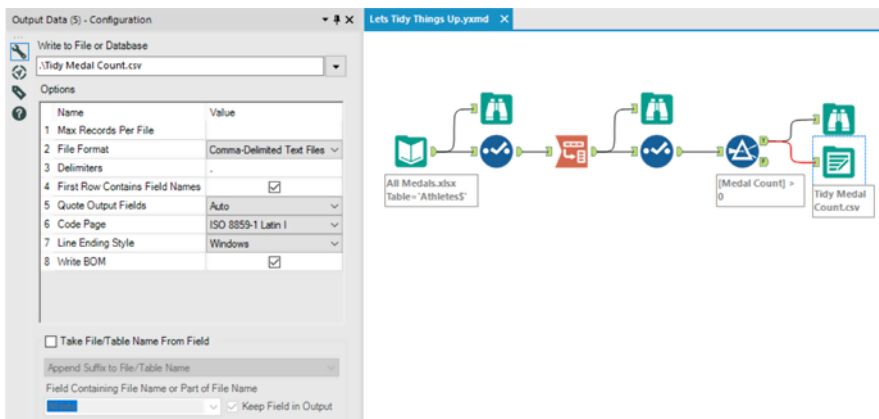 Output Data (5) - Configuration
Write to File or Database
.\Tidy Medal Count.csv
Options
Name Value
1 Max Records Per File
2 File Format Comma-Delimited Text Files
3 Delimiters ,
4 First Row Contains Field Names
5 Quote Output Fields Auto
6 Code Page ISO 8859-1 Latin I
7 Line Ending Style Windows
8 Write BOM
Take File/Table Name From Field
Append Suffix to File/Table Name
Field Containing File Name or Part of File Name
Keep Field in Output
Lets Tidy Things Up.yxmd X
All Medals.xlsx
Table=`Athletes$`
[Medal Count] >
0
T
F
Tidy Medal
Count.csv